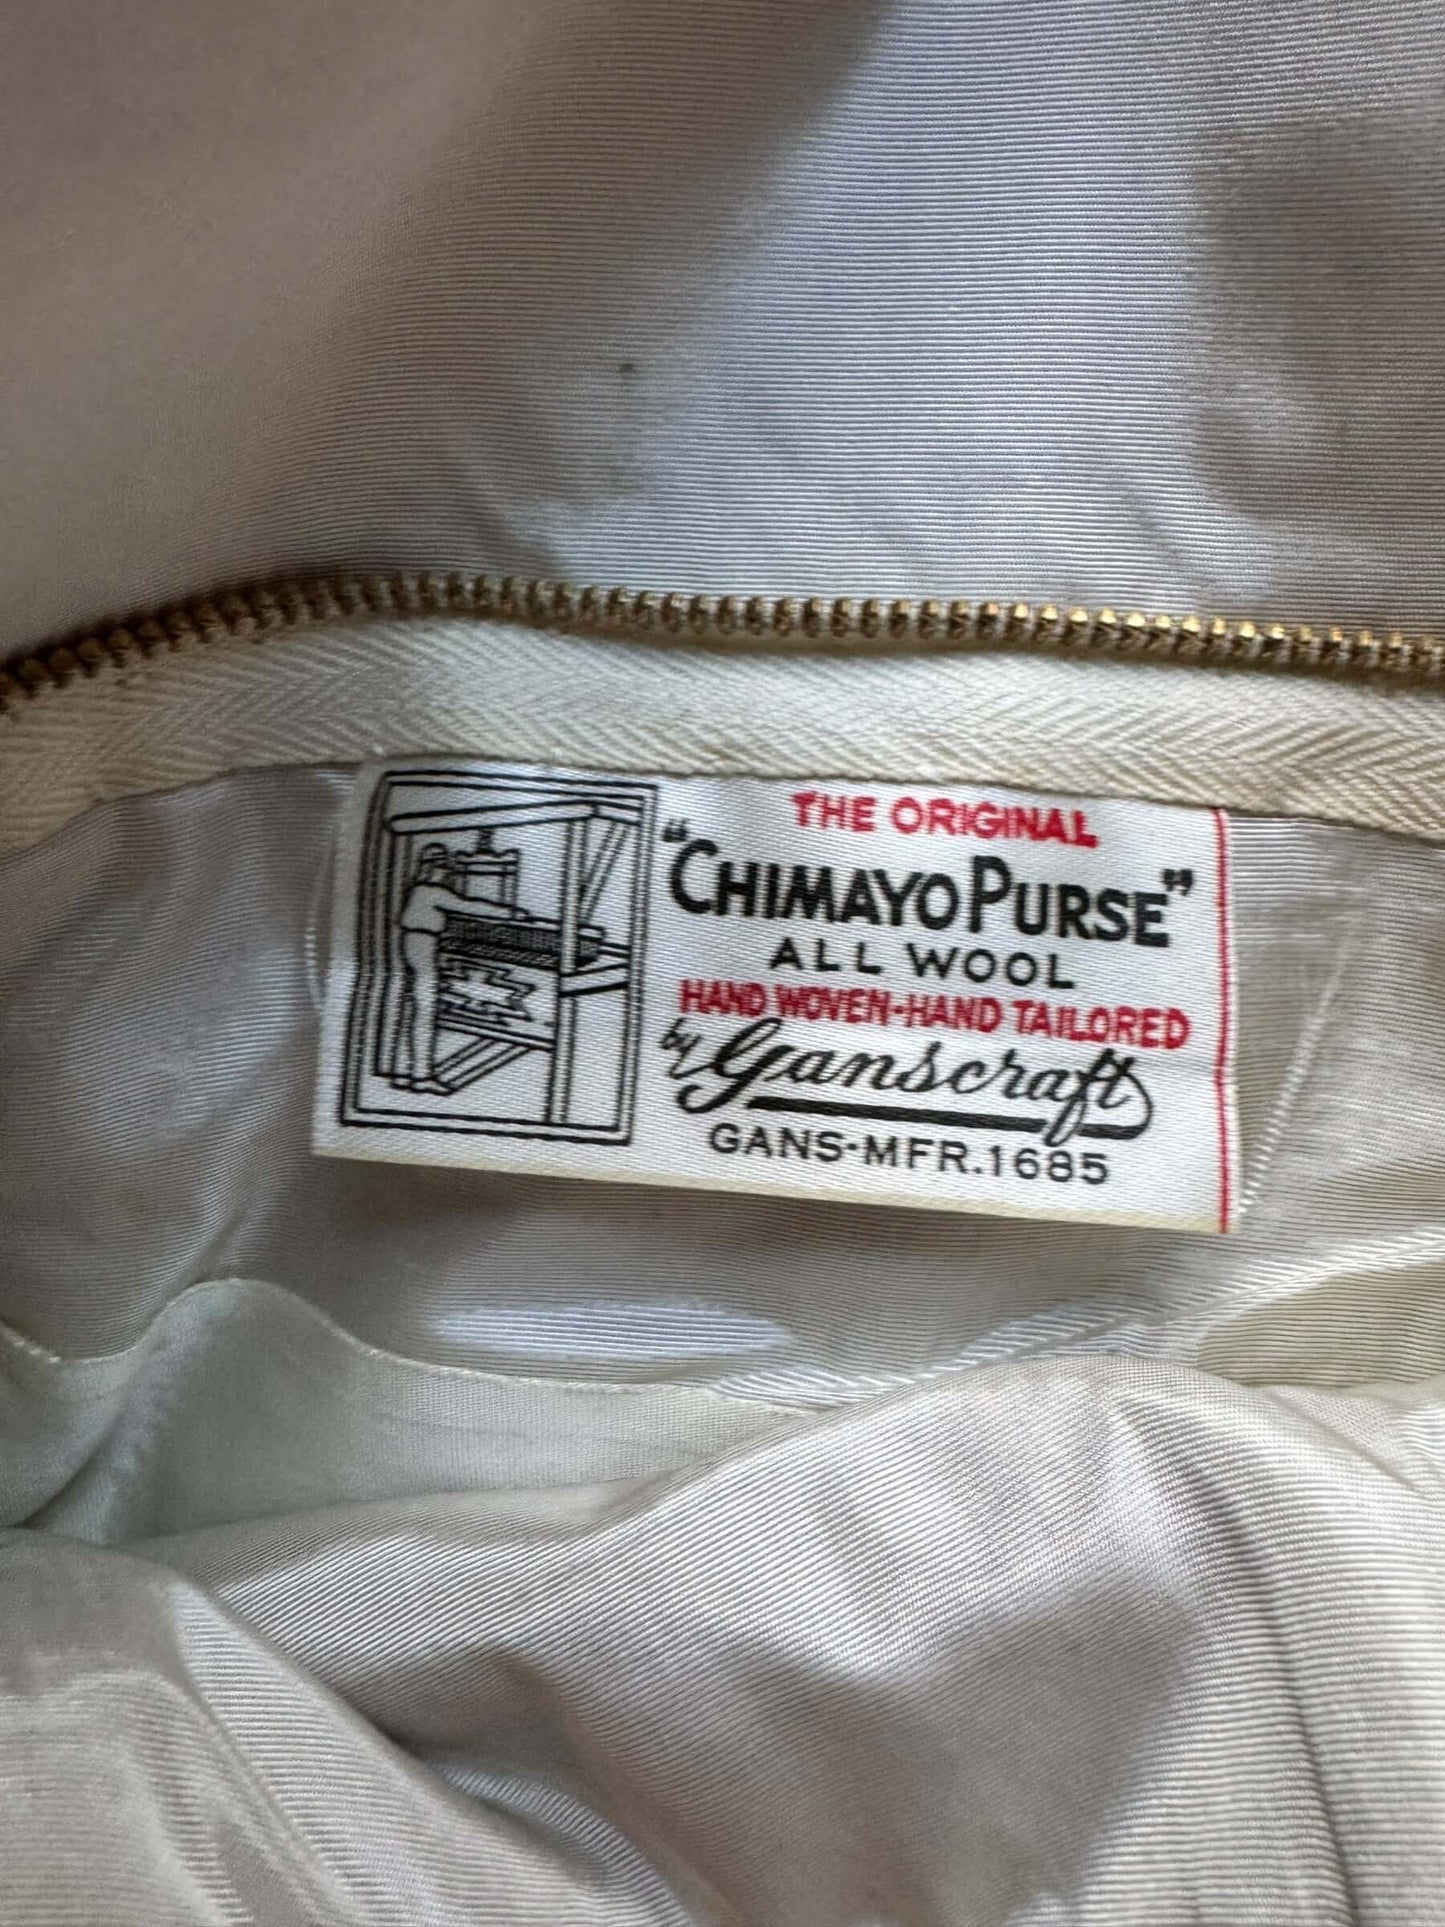 THE ORIGINAL
"CHIMAYO PURSE"
ALL WOOL
HAND WOVEN-HAND TAILORED
by Ganscraft
GANS-MFR.1685